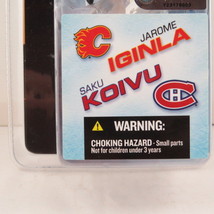 JAROME
IGINLA
SAKU
KOIVU
WARNING:
CHOKING HAZARD - Small parts
Not for children under 3 years